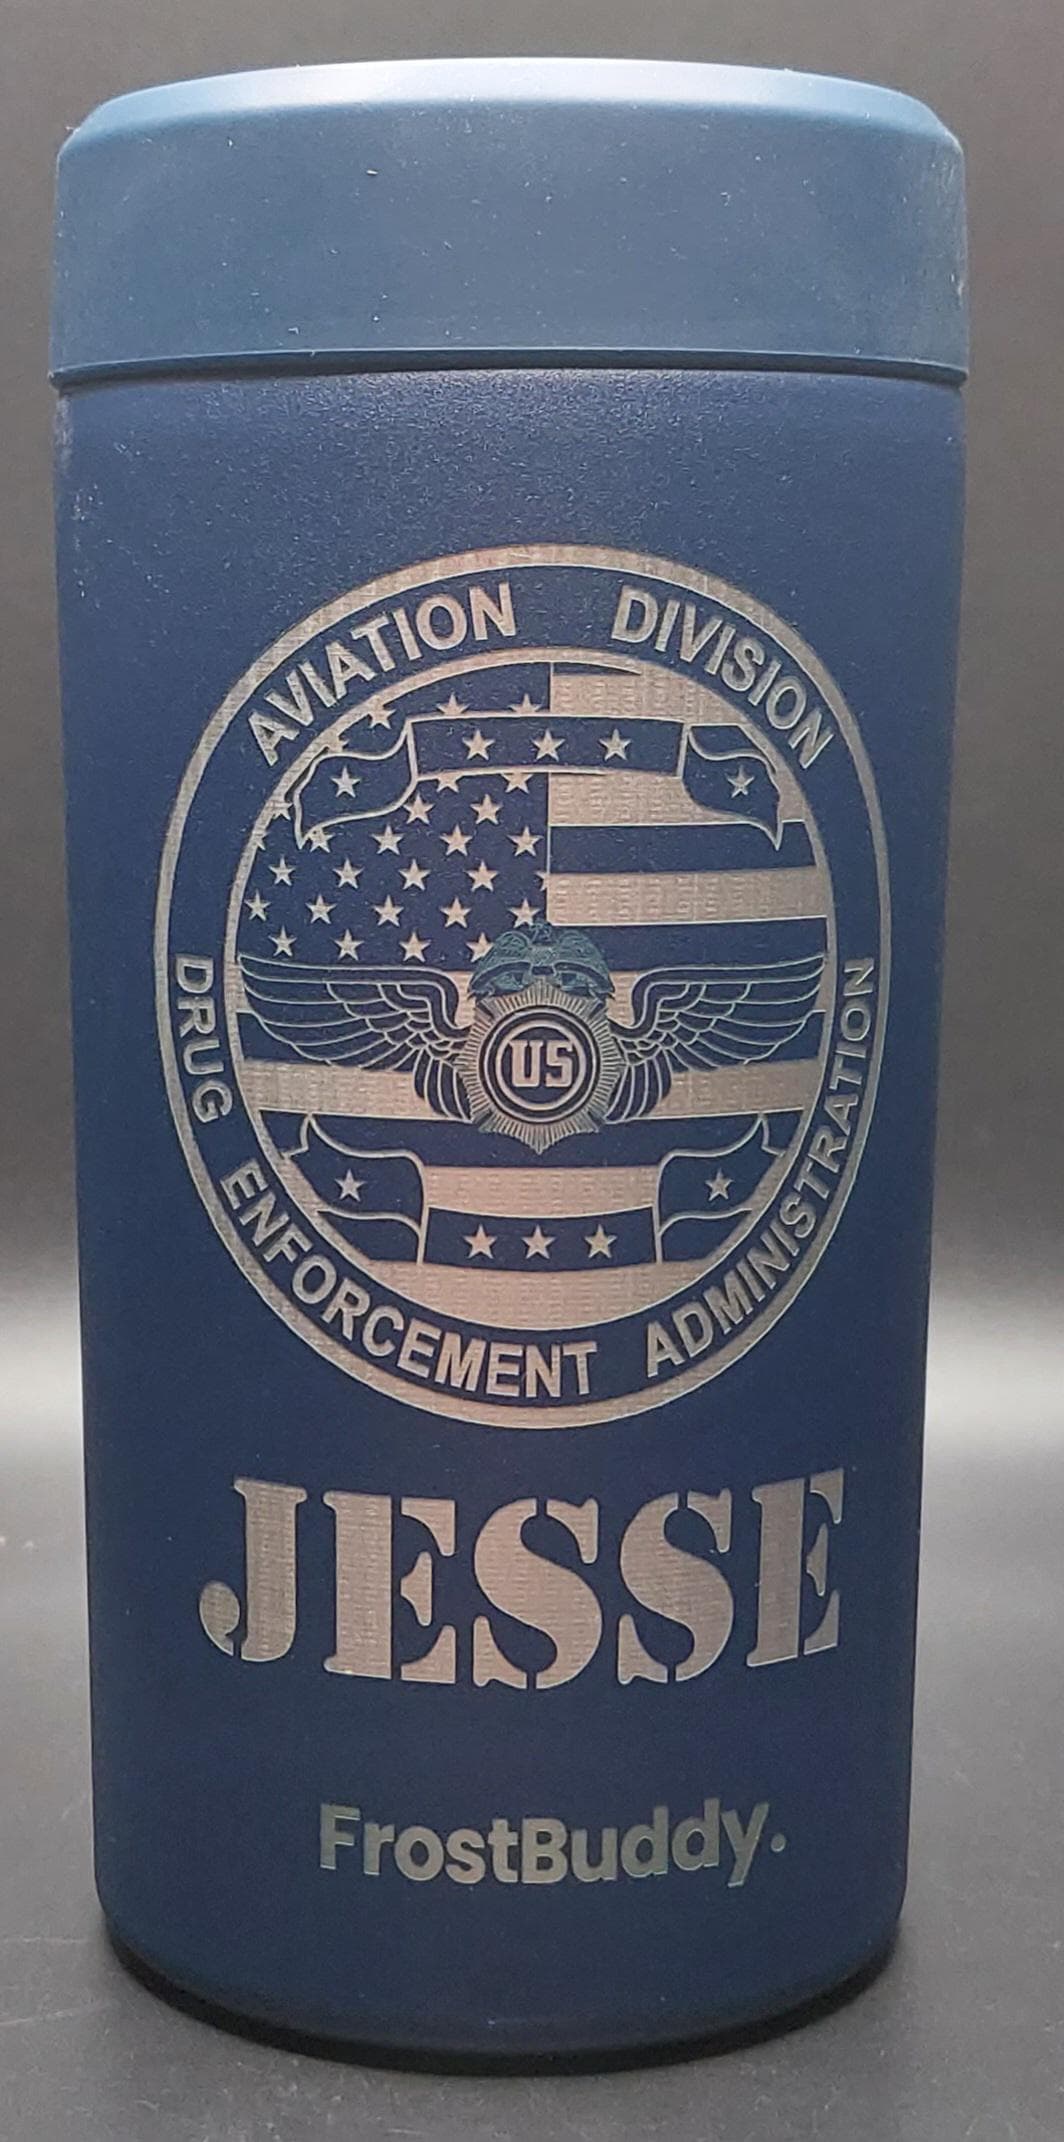 AVIATION DIVISION
US
DRUG ENFORCEMENT ADMINISTRATION
JESSE
FrostBuddy.